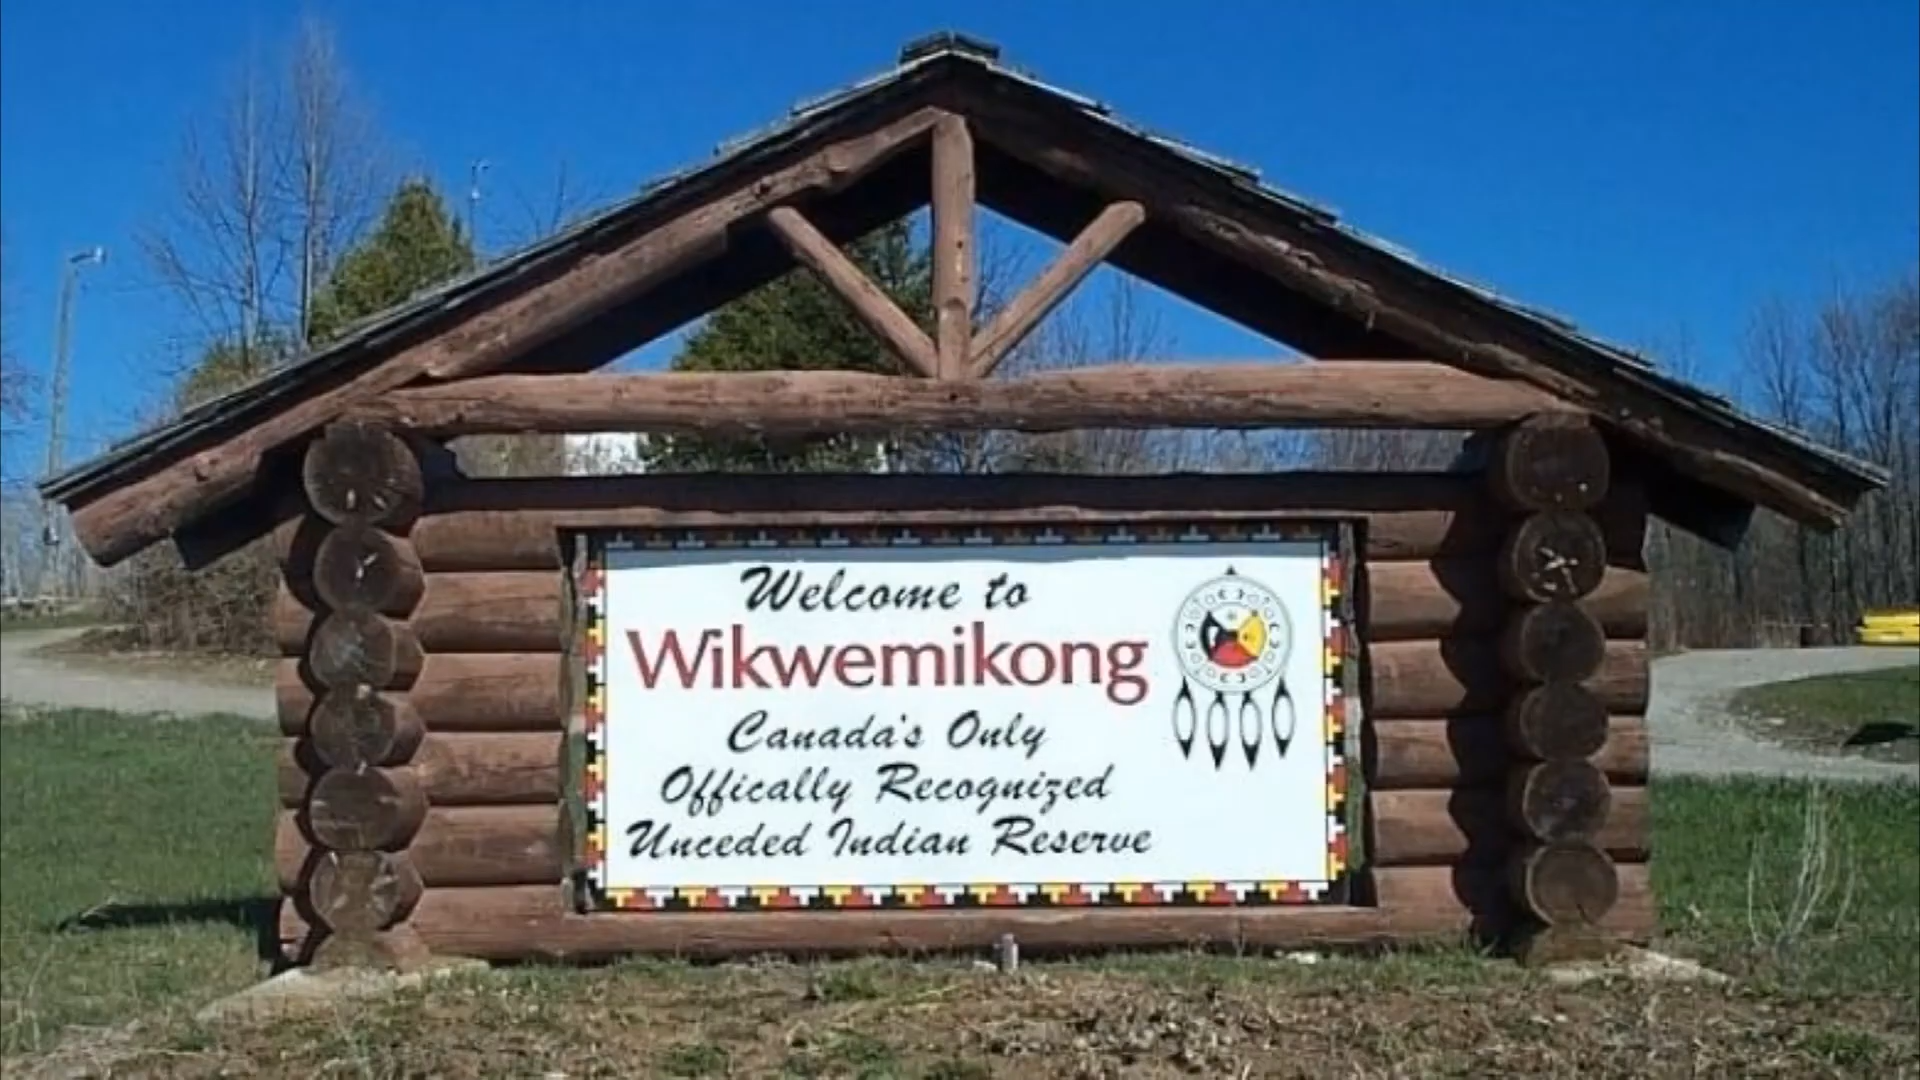 Welcome to
Wikwemikong
Canada's Only
Offically Recognized
Unceded Indian Reserve